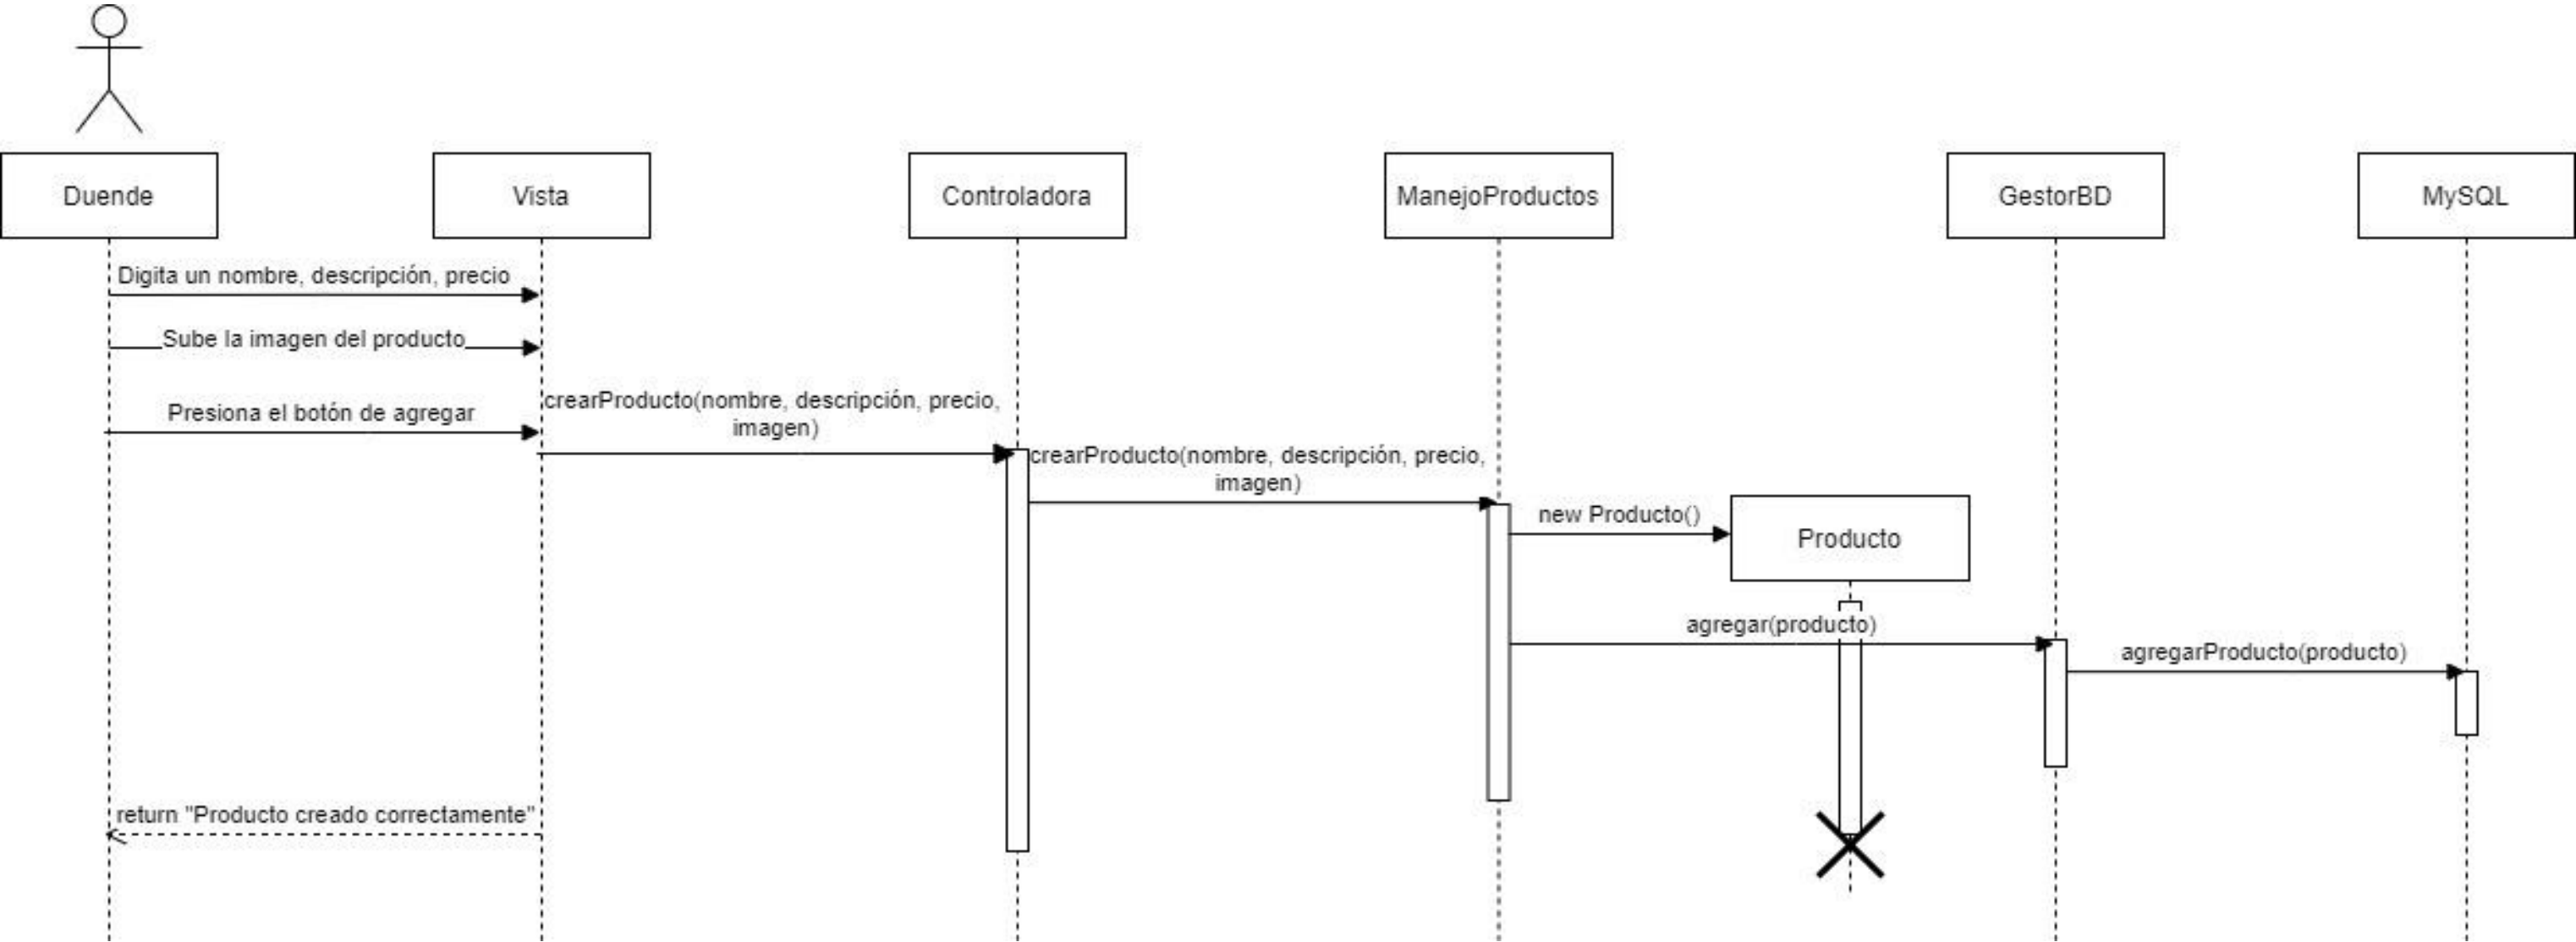 Duende
Vista
Controladora
ManejoProductos
GestorBD
MySQL
Digita un nombre, descripción, precio
Sube la imagen del producto
Presiona el botón de agregar
crearProducto(nombre, descripción, precio,
imagen)
crearProducto(nombre, descripción, precio,
imagen)
new Producto()
Producto
agregar(producto)
agregarProducto(producto)
return "Producto creado correctamente"